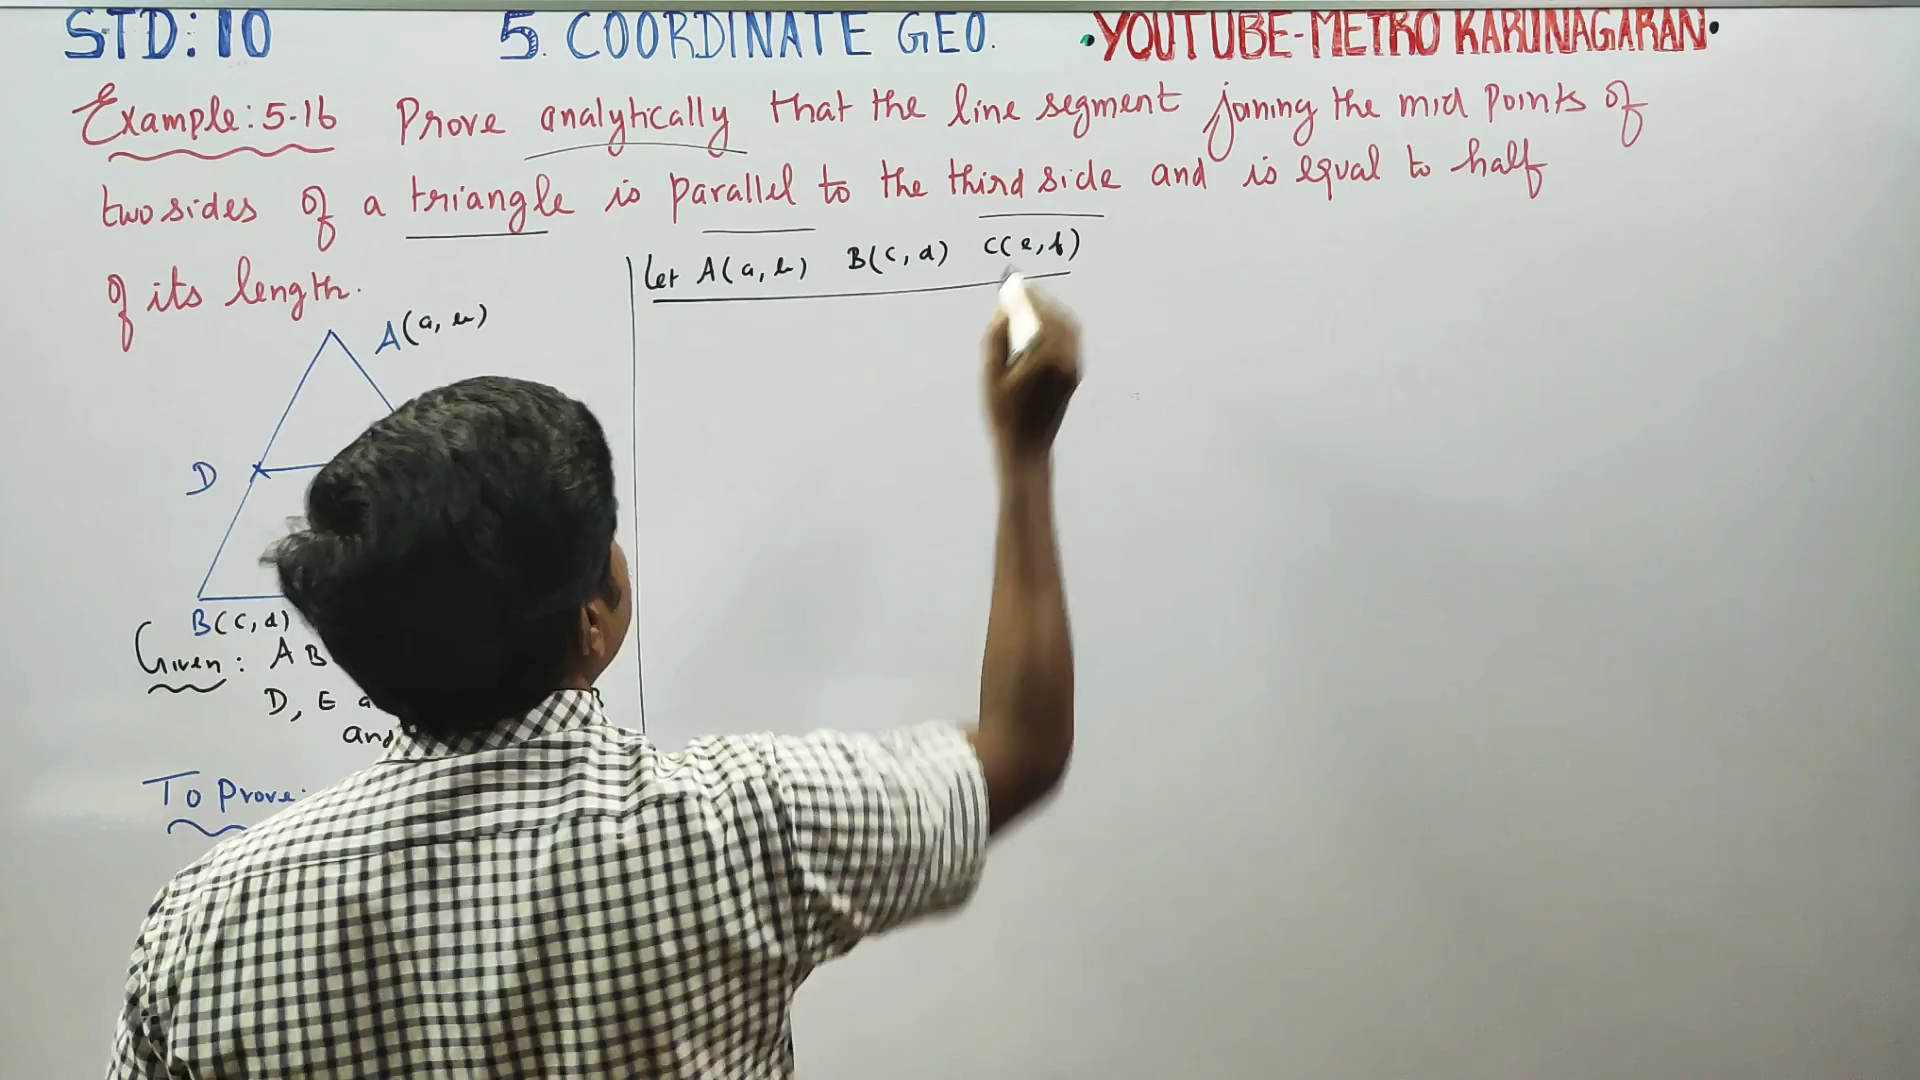 STD: 10 5. COORDINATE GEO. •YOUTUBE-METRO KARUNAGARAN•
Example: 5.16 Prove analytically that the line segment joining the mid points of
two sides of a triangle is parallel to the third side and is equal to half
of its length.
Let A(a, b) B(c, d) C(e, f)
A(a, b)
D
B(c, d)
Given: AB
D, E
and
To Prove: